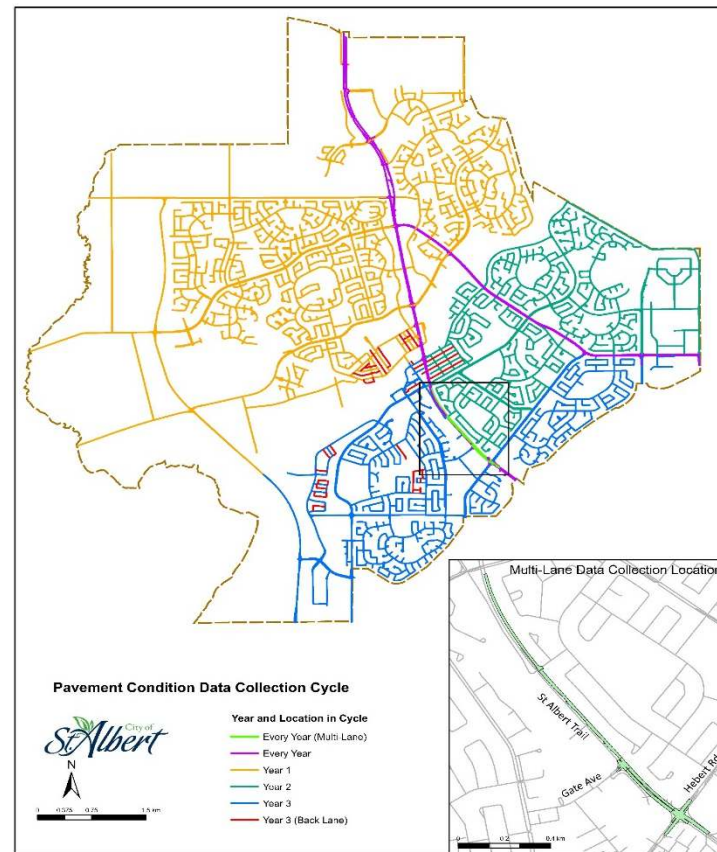 Multi-Lane Data Collection Location
St Albert Trail
Gate Ave
Hebert Rd
0 0.2 0.4 km
Pavement Condition Data Collection Cycle
City of
St Albert
N
0 0.375 0.75 1.5 km
Year and Location in Cycle
Every Year (Multi-Lane)
Every Year
Year 1
Year 2
Year 3
Year 3 (Back Lane)